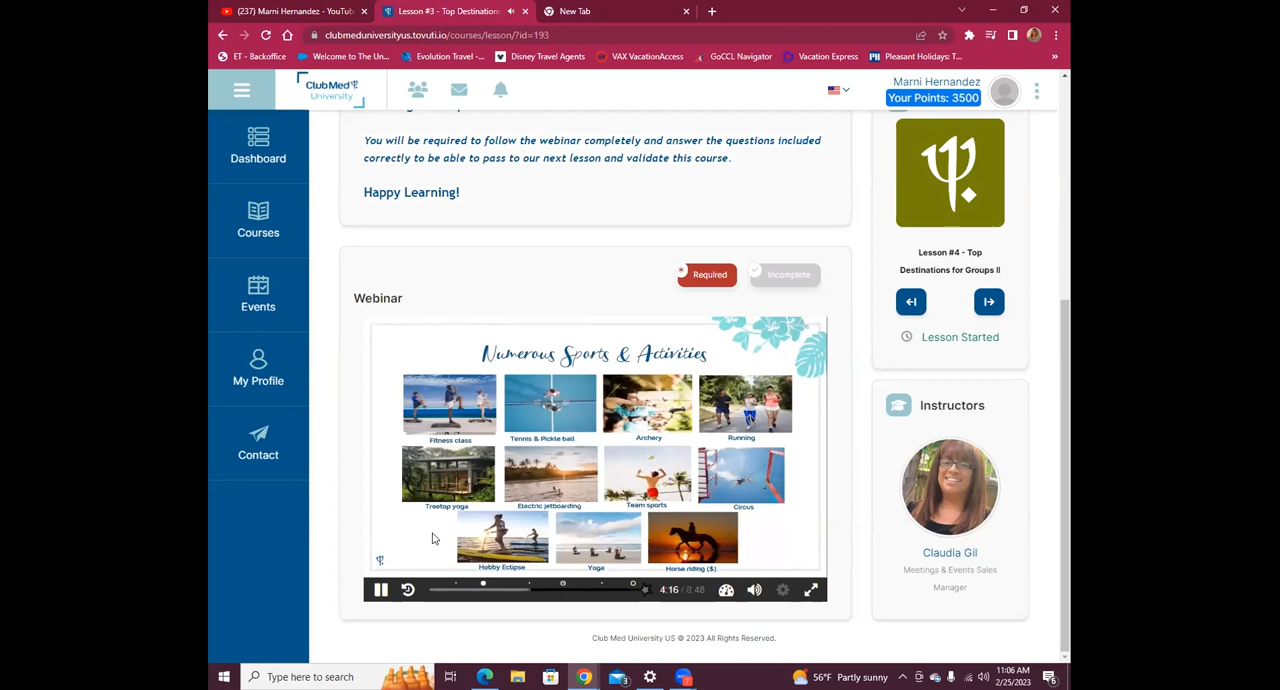 (237) Marni Hernandez - YouTub
Lesson #3 - Top Destination
New Tab
clubmeduniversityus.tovuti.io/courses/lesson/?id=193
ET - Backoffice
Welcome to The Un...
Evolution Travel -...
Disney Travel Agents
VAX VacationAccess
GoCCL Navigator
Vacation Express
Pleasant Holidays: T...
Club Med
University
Marni Hernandez
Your Points: 3500
You will be required to follow the webinar completely and answer the questions included
correctly to be able to pass to our next lesson and validate this course.
Happy Learning!
Dashboard
Courses
Events
My Profile
Contact
Required
Incomplete
Webinar
Numerous Sports & Activities
Fitness class
Tennis & Pickle ball
Archery
Running
Treetop yoga
Electric jetboarding
Team sports
Circus
Hobby Eclipse
Yoga
Horse riding ($)
4:16 / 8:48
Lesson #4 - Top
Destinations for Groups II
Lesson Started
Instructors
Claudia Gil
Meetings & Events Sales
Manager
Club Med University US © 2023 All Rights Reserved.
Type here to search
56°F Partly sunny
11:06 AM
2/25/2023